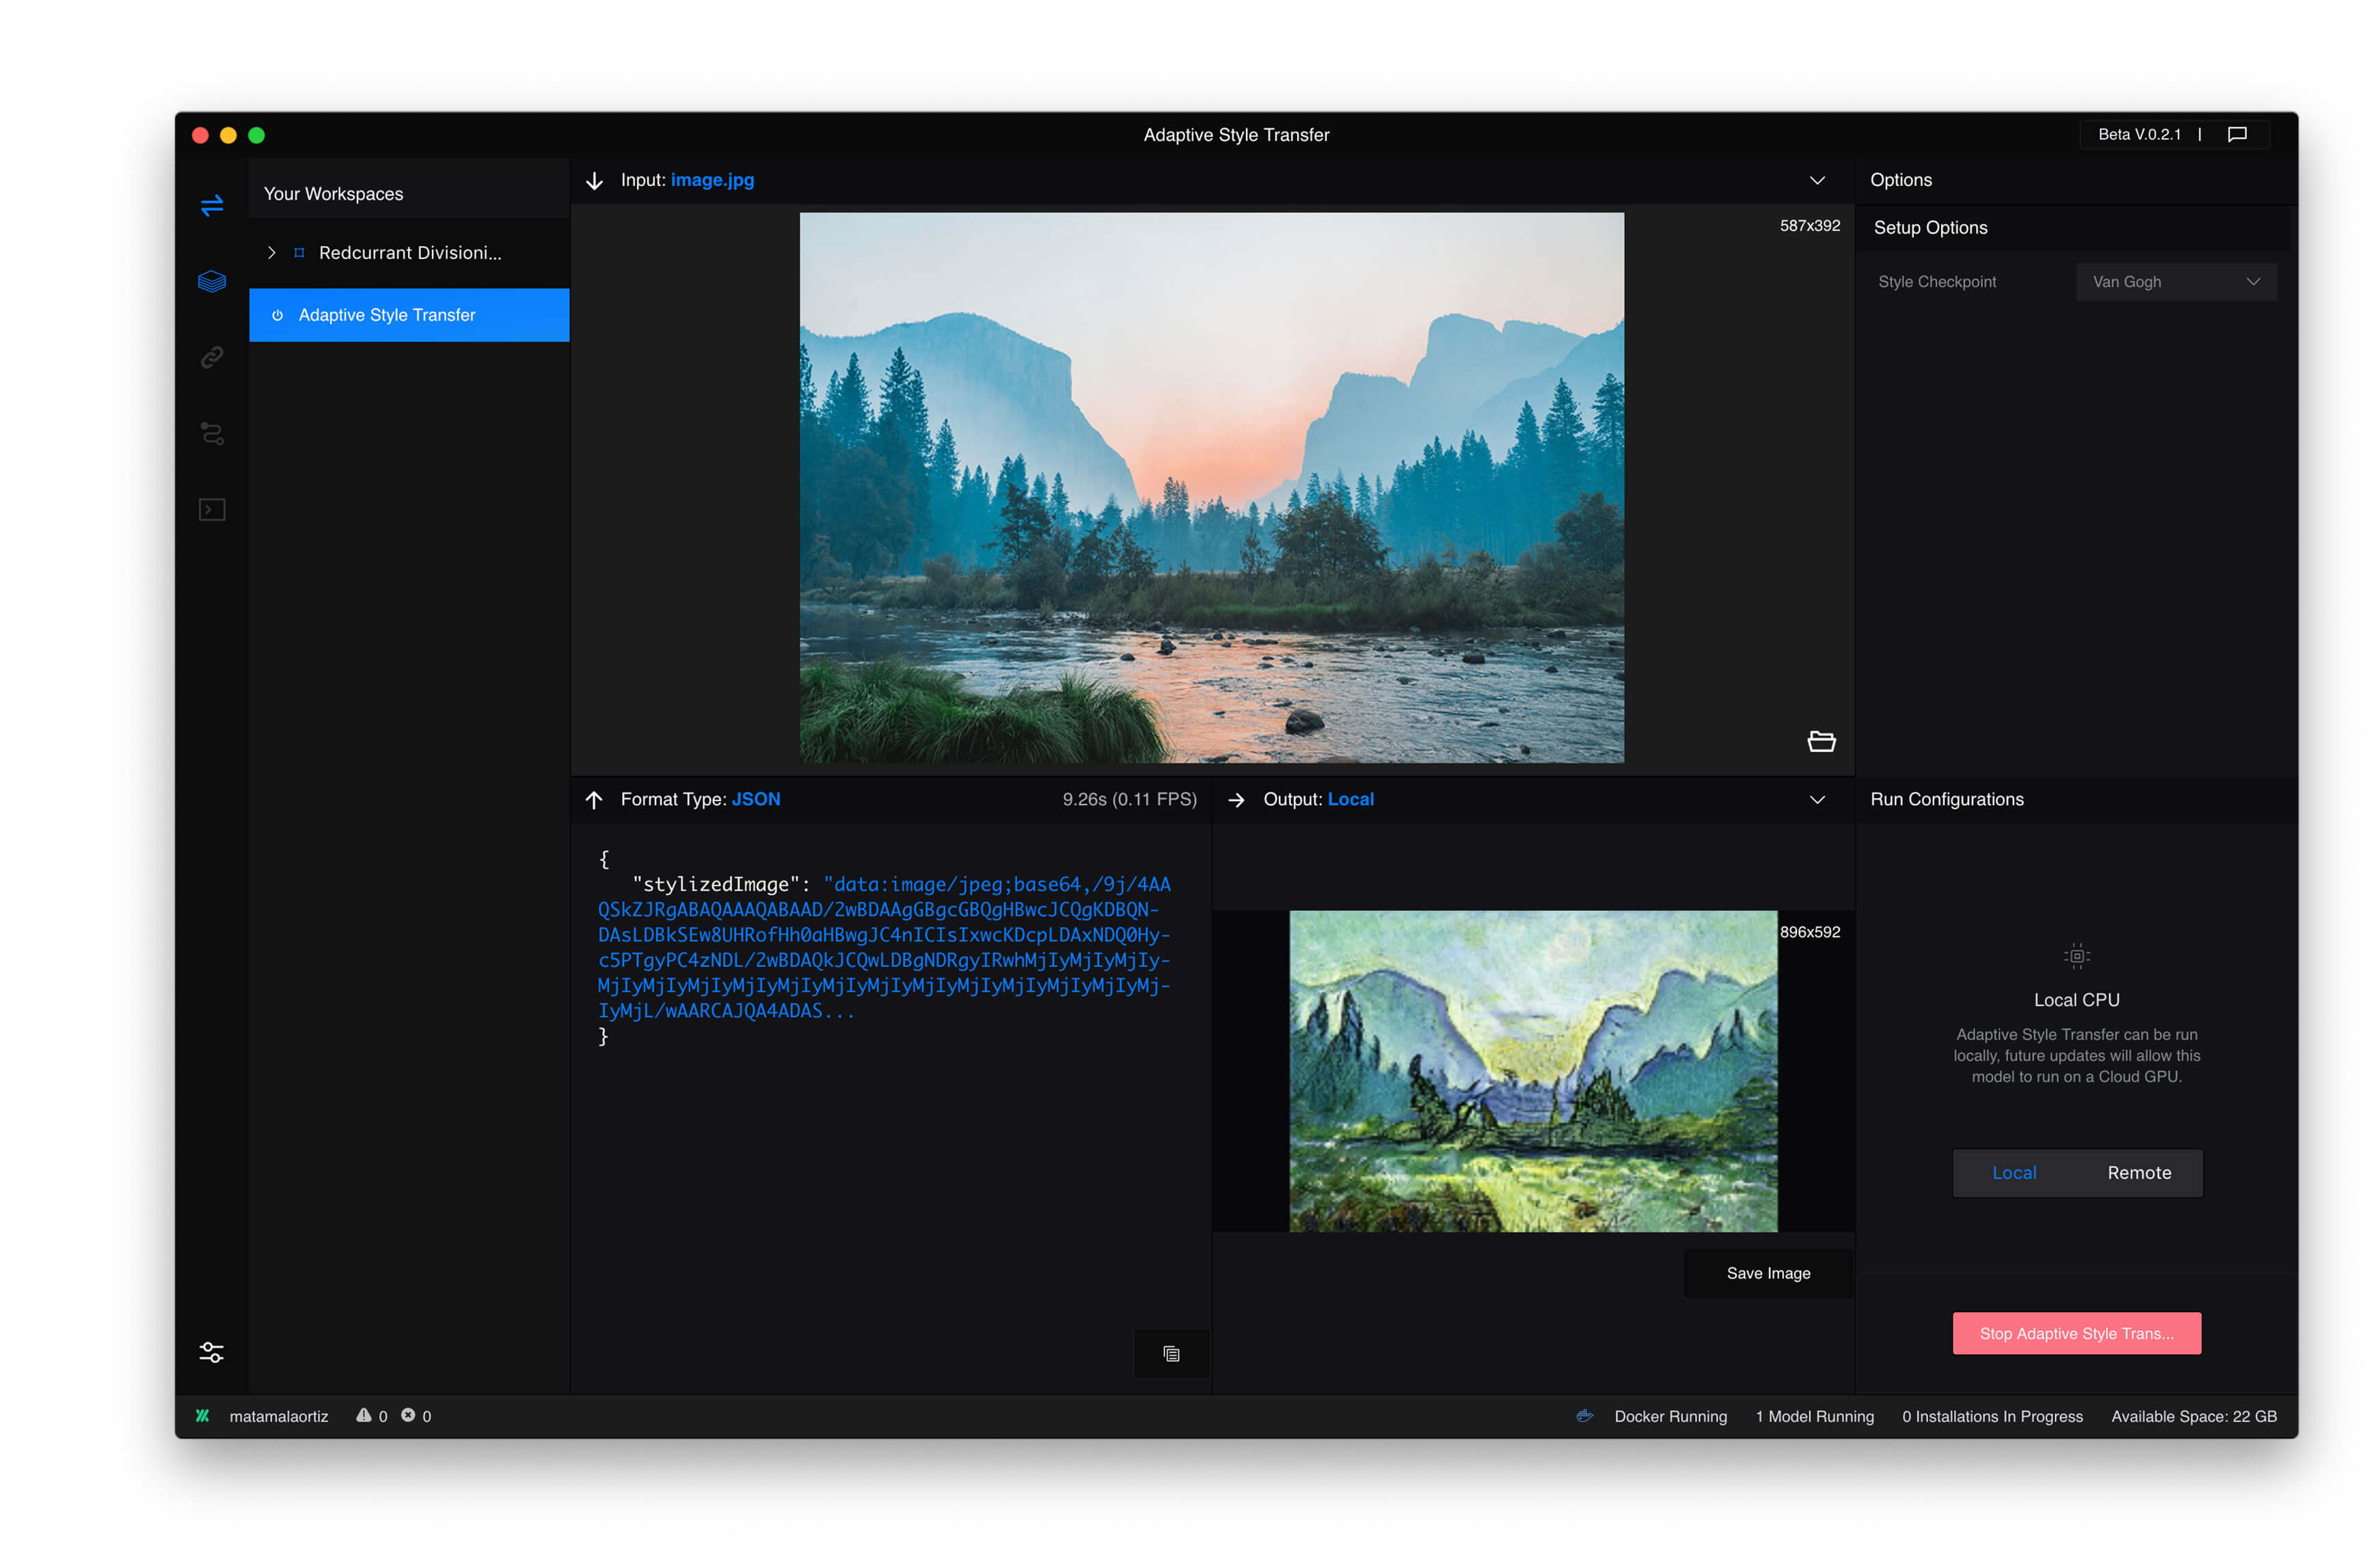 Adaptive Style Transfer
Beta V.0.2.1 |
Your Workspaces
Redcurrant Divisioni...
Adaptive Style Transfer
Input: image.jpg
587x392
Options
Setup Options
Style Checkpoint
Van Gogh
Format Type: JSON
9.26s (0.11 FPS)
{
"stylizedImage": "data:image/jpeg;base64,/9j/4AA
QSkZJRgABAQAAAQABAAD/2wBDAAgGBgcGBQgHBwcJCQgKDBQN-
DAsLDBkSEw8UHRofHh0aHBwgJC4nICIsIxwcKDcpLDAxNDQ0Hy-
c5PTgyPC4zNDL/2wBDAQkJCQwLDBgNDRgyIRwhMjIyMjIyMjIy-
MjIyMjIyMjIyMjIyMjIyMjIyMjIyMjIyMjIyMjIyMjIyMjIyMj-
IyMjL/wAARCAJQA4ADAS...
}
Output: Local
896x592
Save Image
Run Configurations
Local CPU
Adaptive Style Transfer can be run
locally, future updates will allow this
model to run on a Cloud GPU.
Local
Remote
Stop Adaptive Style Trans...
matamalaortiz
0
0
Docker Running
1 Model Running
0 Installations In Progress
Available Space: 22 GB